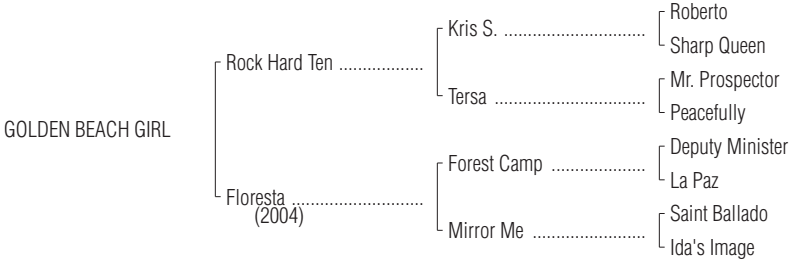 Roberto
Kris S. ..............................
Sharp Queen
Rock Hard Ten ..................
Mr. Prospector
Tersa ................................
Peacefully
GOLDEN BEACH GIRL
Deputy Minister
Forest Camp ....................
La Paz
Floresta ............................
(2004)
Saint Ballado
Mirror Me ........................
Ida's Image